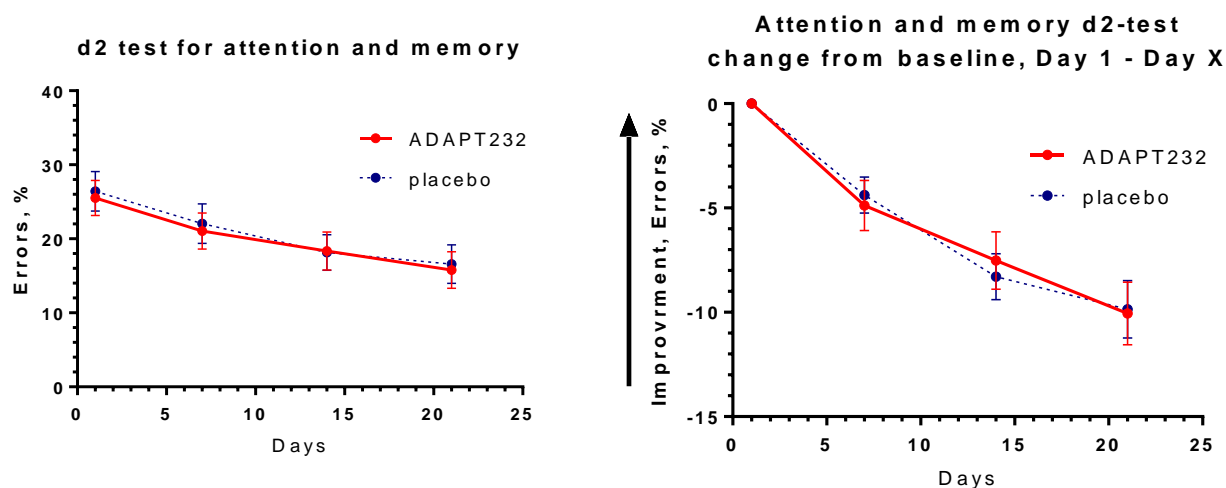 d2 test for attention and memory
40
30
20
10
0
Errors, %
ADAPT232
placebo
0 5 10 15 20 25
Days
Attention and memory d2-test
change from baseline, Day 1 - Day X
0
-5
-10
-15
Improvrment, Errors, %
ADAPT232
placebo
0 5 10 15 20 25
Days